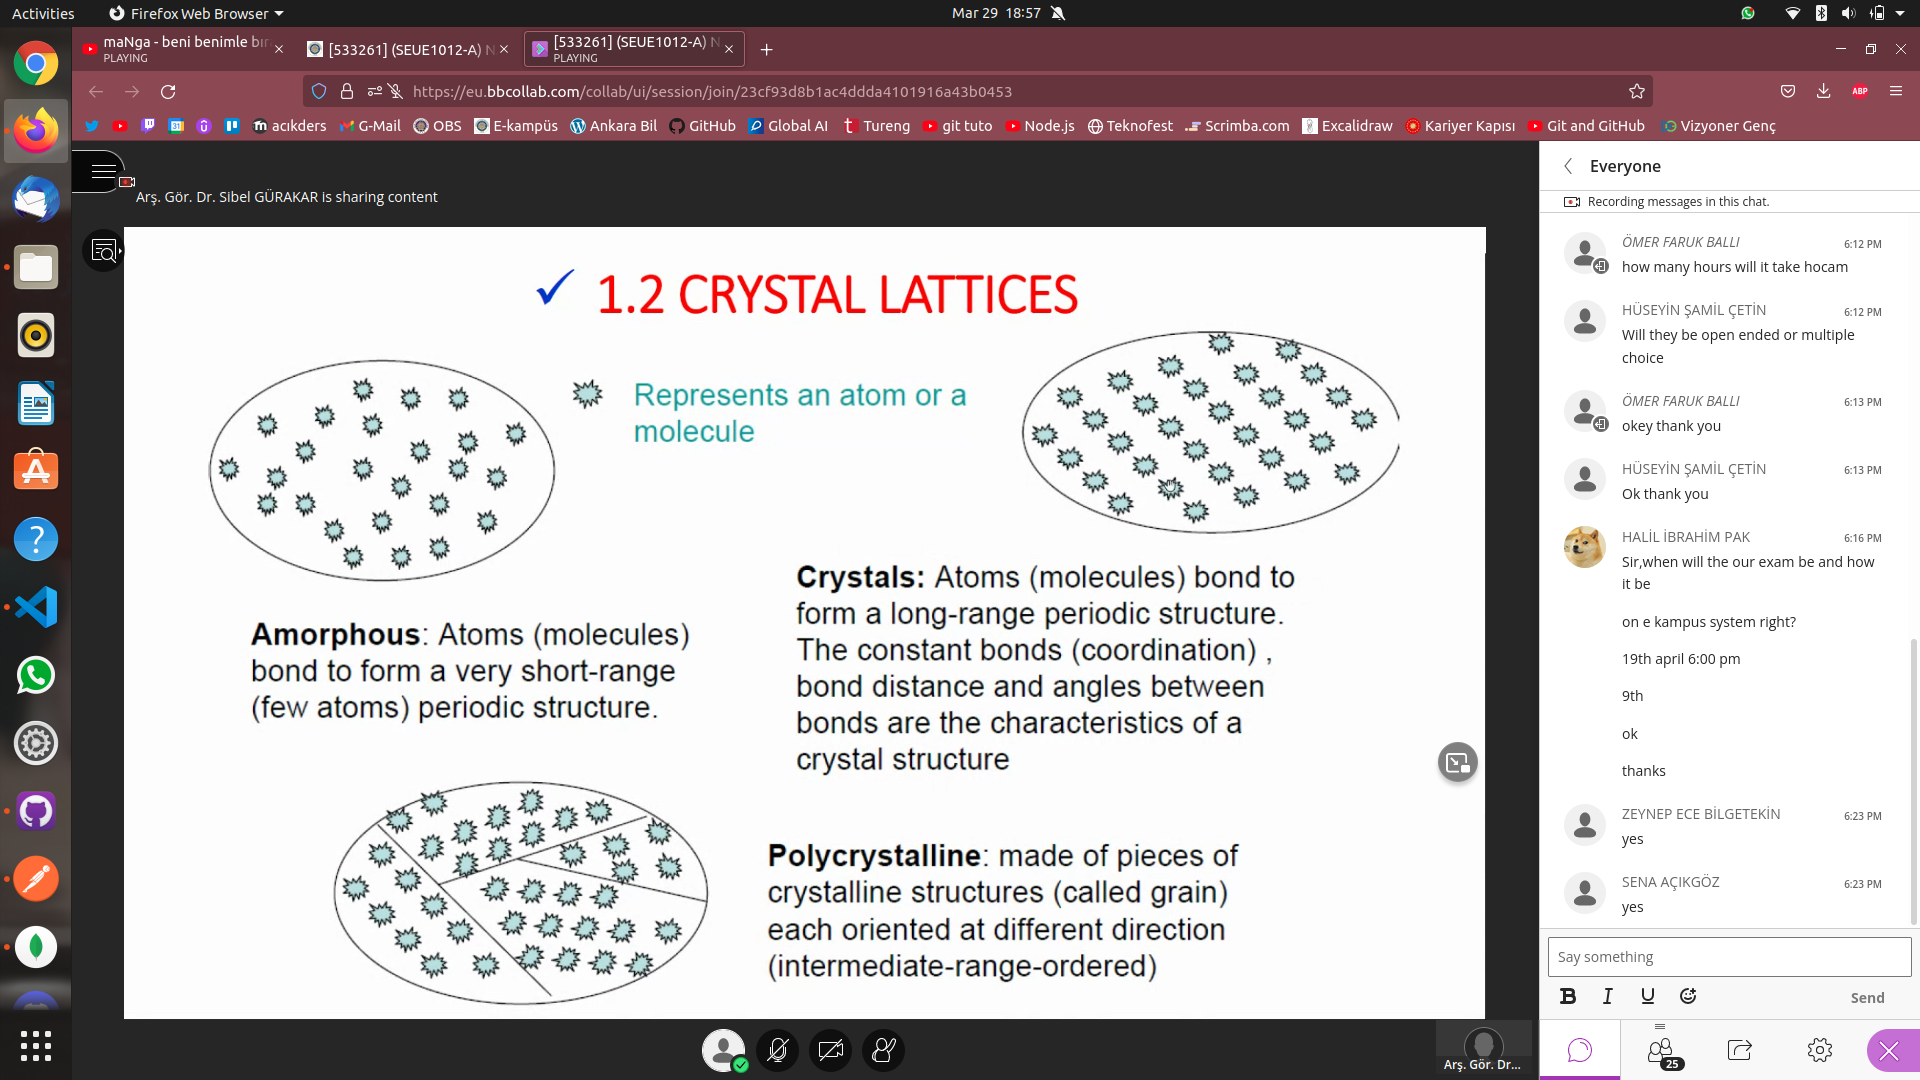 Activities
Firefox Web Browser
Mar 29 18:57
maNga - beni benimle bır
PLAYING
[533261] (SEUE1012-A) N
[533261] (SEUE1012-A) N
PLAYING
https://eu.bbcollab.com/collab/ui/session/join/23cf93d8b1ac4ddda4101916a43b0453
ABP
acıkders
G-Mail
OBS
E-kampüs
Ankara Bil
GitHub
Global AI
Tureng
git tuto
Node.js
Teknofest
Scrimba.com
Excalidraw
Kariyer Kapısı
Git and GitHub
Vizyoner Genç
Arş. Gör. Dr. Sibel GÜRAKAR is sharing content
1.2 CRYSTAL LATTICES
Represents an atom or a
molecule
Amorphous: Atoms (molecules)
bond to form a very short-range
(few atoms) periodic structure.
Crystals: Atoms (molecules) bond to
form a long-range periodic structure.
The constant bonds (coordination) ,
bond distance and angles between
bonds are the characteristics of a
crystal structure
Polycrystalline: made of pieces of
crystalline structures (called grain)
each oriented at different direction
(intermediate-range-ordered)
Arş. Gör. Dr...
Everyone
Recording messages in this chat.
ÖMER FARUK BALLI
6:12 PM
how many hours will it take hocam
HÜSEYİN ŞAMİL ÇETİN
6:12 PM
Will they be open ended or multiple
choice
ÖMER FARUK BALLI
6:13 PM
okey thank you
HÜSEYİN ŞAMİL ÇETİN
6:13 PM
Ok thank you
HALİL İBRAHİM PAK
6:16 PM
Sir,when will the our exam be and how
it be
on e kampus system right?
19th april 6:00 pm
9th
ok
thanks
ZEYNEP ECE BİLGETEKİN
6:23 PM
yes
SENA AÇIKGÖZ
6:23 PM
yes
Say something
B I U
Send
25